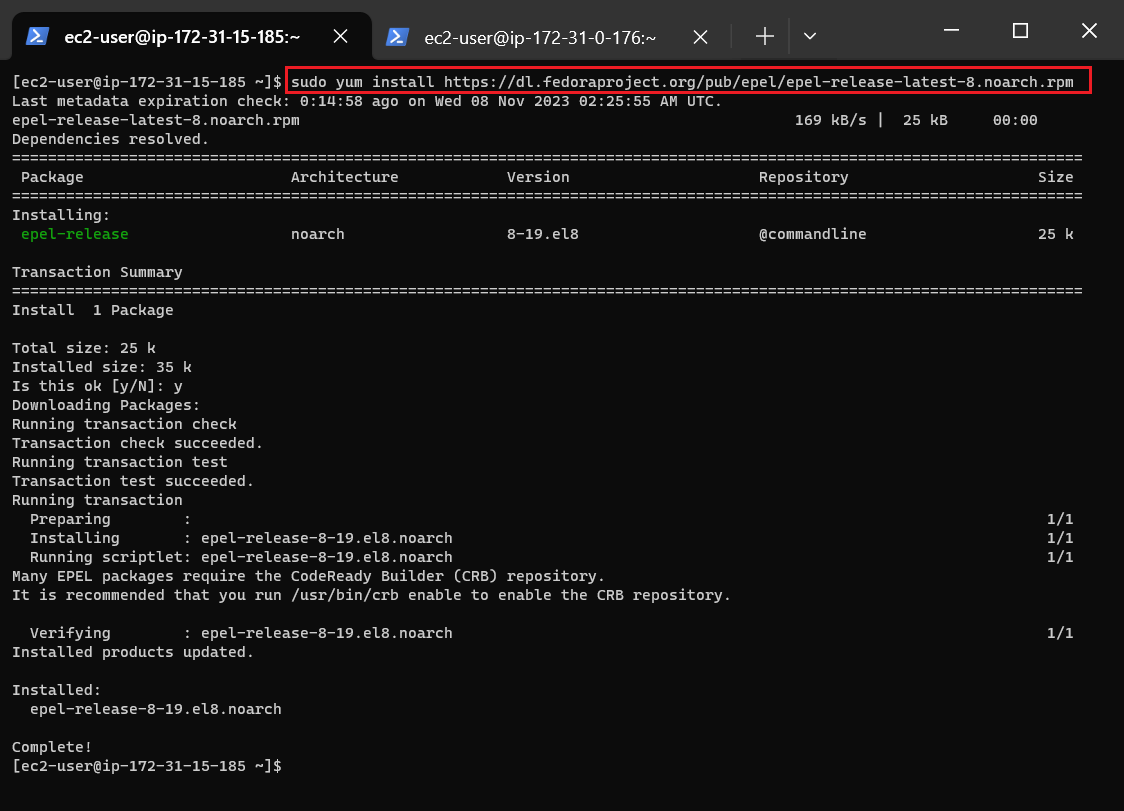 ec2-user@ip-172-31-15-185:~
ec2-user@ip-172-31-0-176:~
[ec2-user@ip-172-31-15-185 ~]$ sudo yum install https://dl.fedoraproject.org/pub/epel/epel-release-latest-8.noarch.rpm
Last metadata expiration check: 0:14:58 ago on Wed 08 Nov 2023 02:25:55 AM UTC.
epel-release-latest-8.noarch.rpm 169 kB/s | 25 kB 00:00
Dependencies resolved.
================================================================================
Package Architecture Version Repository Size
================================================================================
Installing:
epel-release noarch 8-19.el8 @commandline 25 k
Transaction Summary
================================================================================
Install 1 Package
Total size: 25 k
Installed size: 35 k
Is this ok [y/N]: y
Downloading Packages:
Running transaction check
Transaction check succeeded.
Running transaction test
Transaction test succeeded.
Running transaction
Preparing : 1/1
Installing : epel-release-8-19.el8.noarch 1/1
Running scriptlet: epel-release-8-19.el8.noarch 1/1
Many EPEL packages require the CodeReady Builder (CRB) repository.
It is recommended that you run /usr/bin/crb enable to enable the CRB repository.
Verifying : epel-release-8-19.el8.noarch 1/1
Installed products updated.
Installed:
epel-release-8-19.el8.noarch
Complete!
[ec2-user@ip-172-31-15-185 ~]$